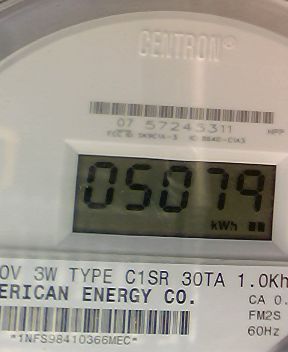 CENTRON®
07 57245311
05079
kWh
0V 3W TYPE C1SR 30TA 1.0Kh
ERICAN ENERGY CO.
CA 0.
FM2S
*1NFS98410366MEC*
60Hz